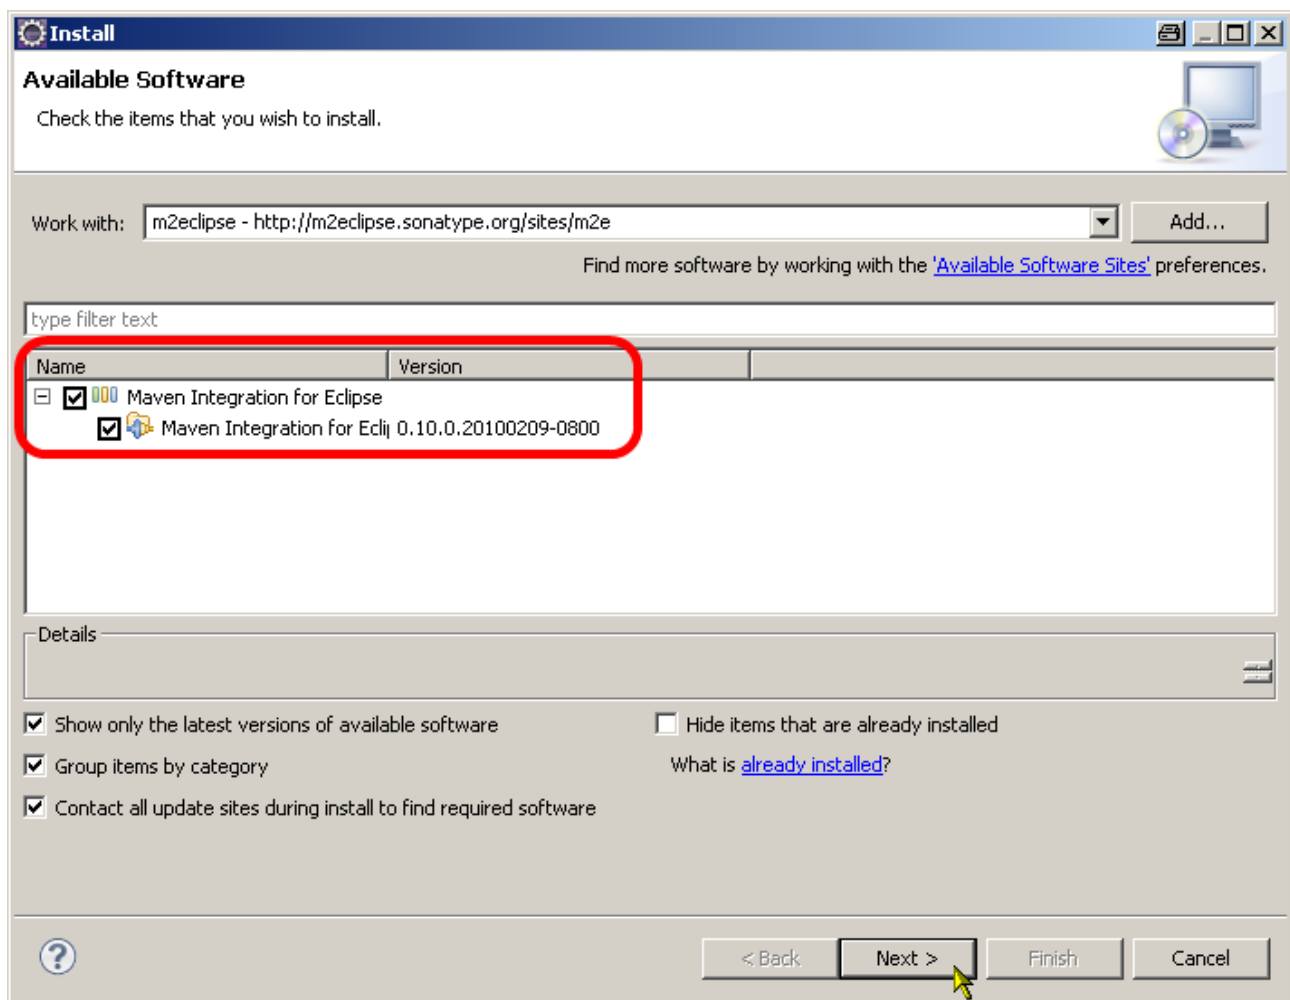 Install
Available Software
Check the items that you wish to install.
Work with: m2eclipse - http://m2eclipse.sonatype.org/sites/m2e Add...
Find more software by working with the 'Available Software Sites' preferences.
type filter text
Name Version
Maven Integration for Eclipse
Maven Integration for Eclij 0.10.0.20100209-0800
Details
Show only the latest versions of available software Hide items that are already installed
Group items by category What is already installed?
Contact all update sites during install to find required software
? < Back Next > Finish Cancel